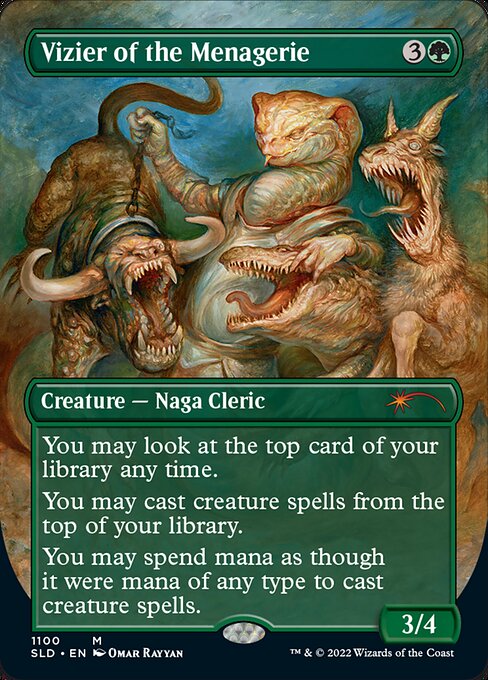 Vizier of the Menagerie 3
Creature — Naga Cleric
You may look at the top card of your
library any time.
You may cast creature spells from the
top of your library.
You may spend mana as though
it were mana of any type to cast
creature spells.
3/4
1100 M
SLD • EN Omar Rayyan
™ & © 2022 Wizards of the Coast